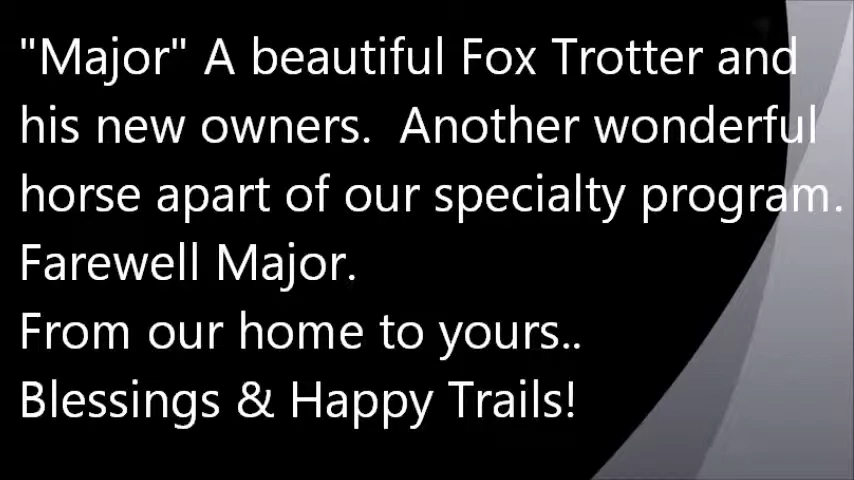 "Major" A beautiful Fox Trotter and
his new owners.  Another wonderful
horse apart of our specialty program.
Farewell Major.
From our home to yours..
Blessings & Happy Trails!